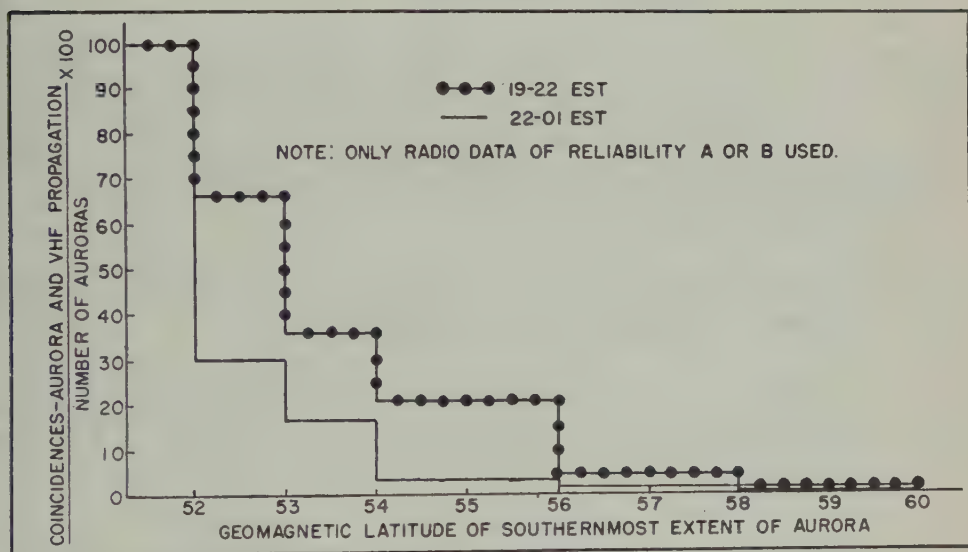 COINCIDENCES-AURORA AND VHF PROPAGATION
NUMBER OF AURORAS
X 100
100
90
80
70
60
50
40
30
20
10
0
19-22 EST
22-01 EST
NOTE: ONLY RADIO DATA OF RELIABILITY A OR B USED.
52 53 54 55 56 57 58 59 60
GEOMAGNETIC LATITUDE OF SOUTHERNMOST EXTENT OF AURORA